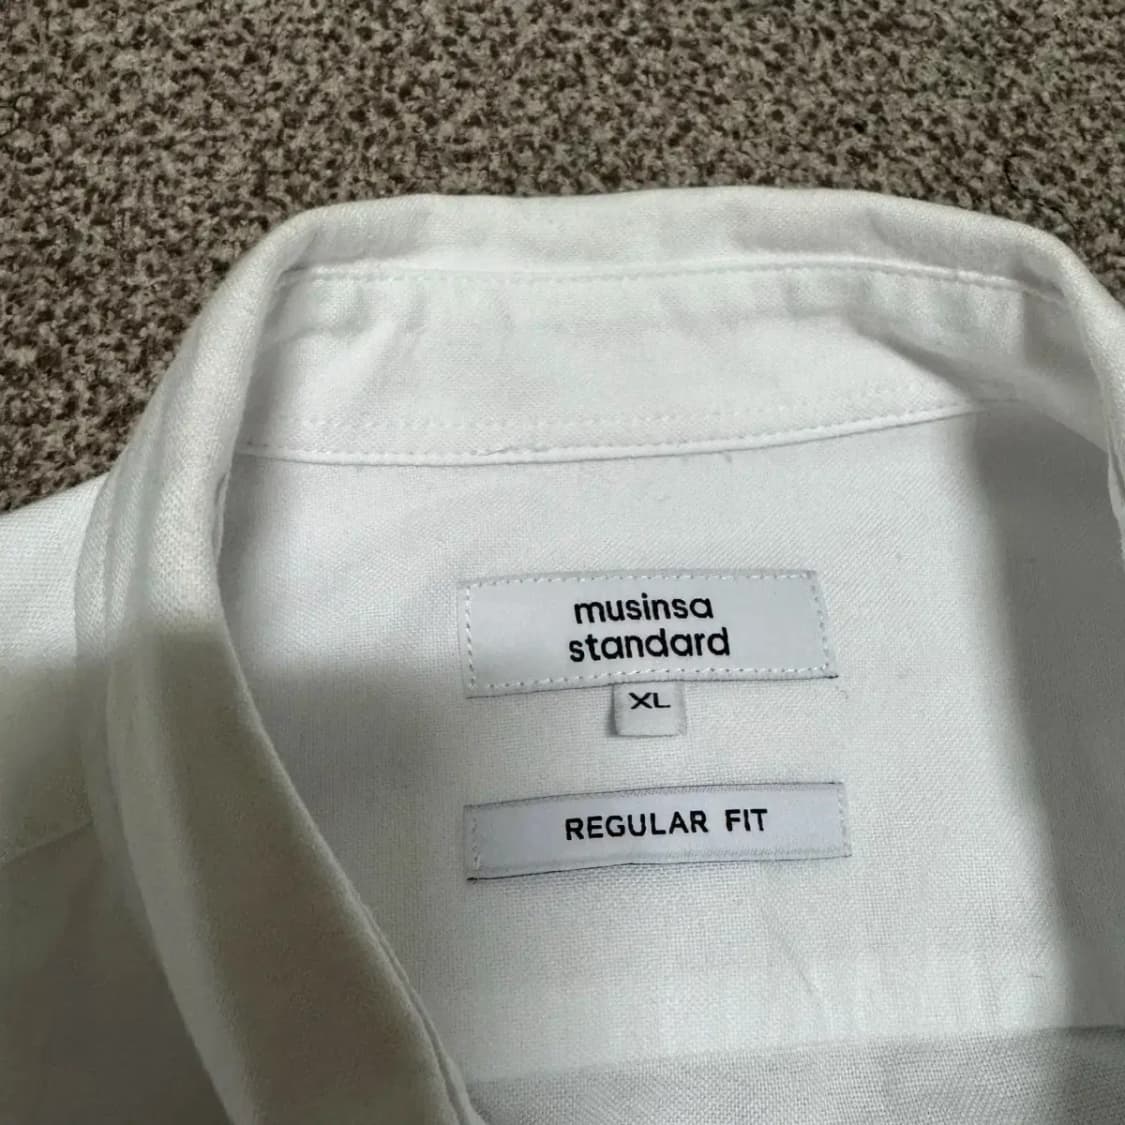 musinsa
standard
XL
REGULAR FIT